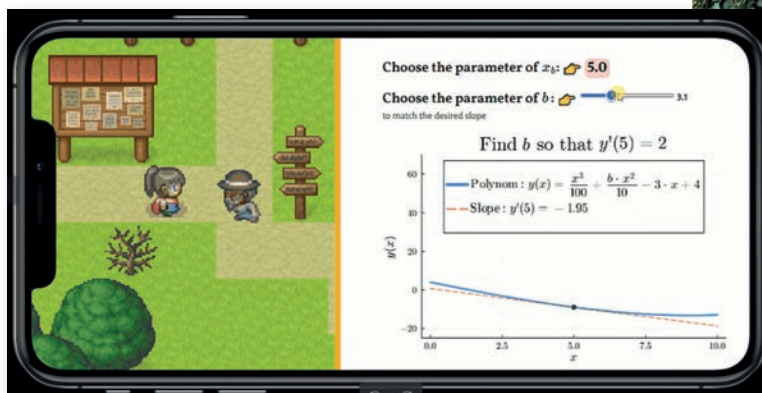 Choose the parameter of x_b: 👉 5.0
Choose the parameter of b: 👉 3.1
to match the desired slope
Find b so that y'(5) = 2
Polynom : y(x) = x³/100 + b · x²/10 − 3 · x + 4
Slope : y'(5) = −1.95
60
40
20
0
−20
y(x)
0.0 2.5 5.0 7.5 10.0
x